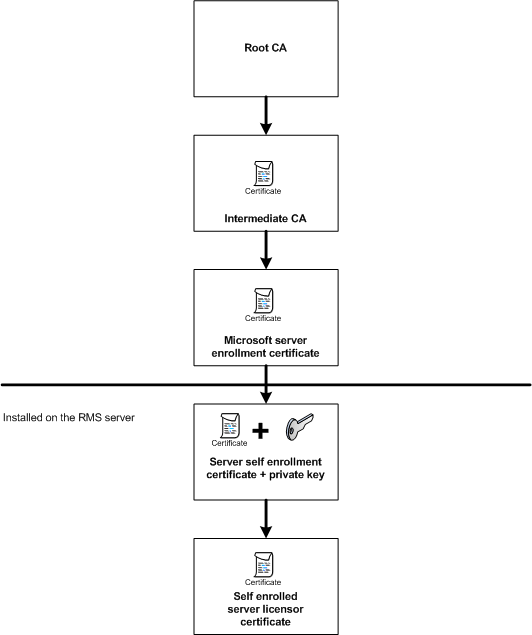 Root CA
Certificate
Intermediate CA
Certificate
Microsoft server
enrollment certificate
Installed on the RMS server
+
Certificate
Server self enrollment
certificate + private key
Certificate
Self enrolled
server licensor
certificate